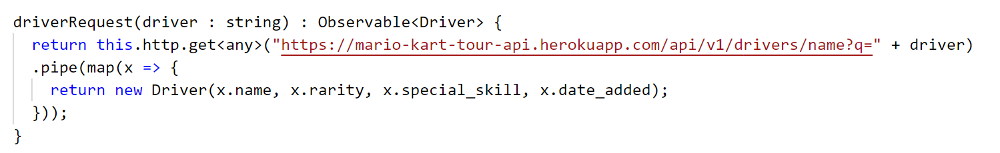 driverRequest(driver : string) : Observable<Driver> {
return this.http.get<any>("https://mario-kart-tour-api.herokuapp.com/api/v1/drivers/name?q=" + driver)
.pipe(map(x => {
return new Driver(x.name, x.rarity, x.special_skill, x.date_added);
}));
}